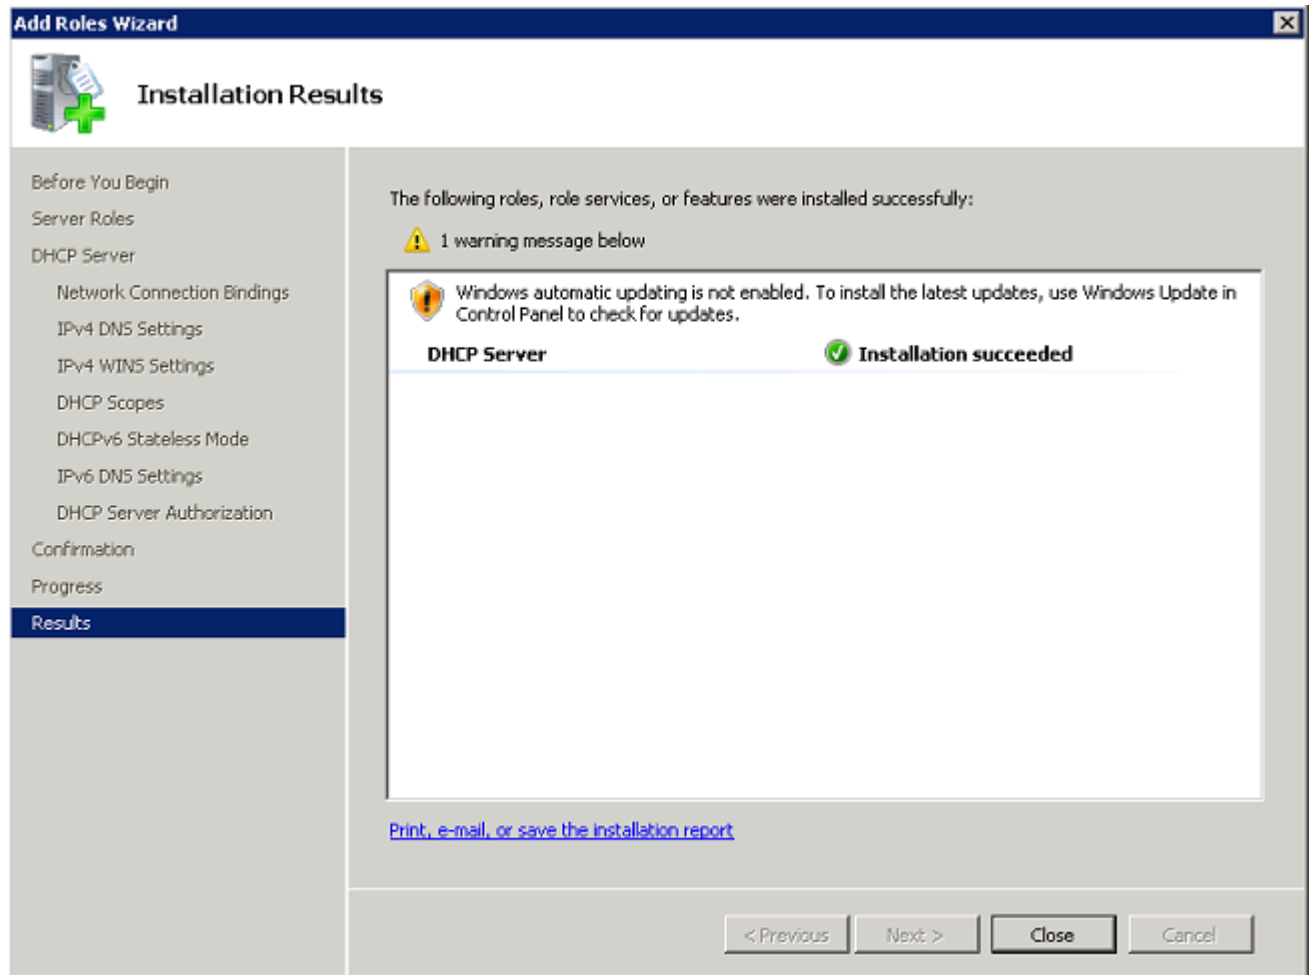 Add Roles Wizard
Installation Results
Before You Begin
Server Roles
DHCP Server
Network Connection Bindings
IPv4 DNS Settings
IPv4 WINS Settings
DHCP Scopes
DHCPv6 Stateless Mode
IPv6 DNS Settings
DHCP Server Authorization
Confirmation
Progress
Results
The following roles, role services, or features were installed successfully:
1 warning message below
Windows automatic updating is not enabled. To install the latest updates, use Windows Update in
Control Panel to check for updates.
DHCP Server Installation succeeded
Print, e-mail, or save the installation report
< Previous Next > Close Cancel